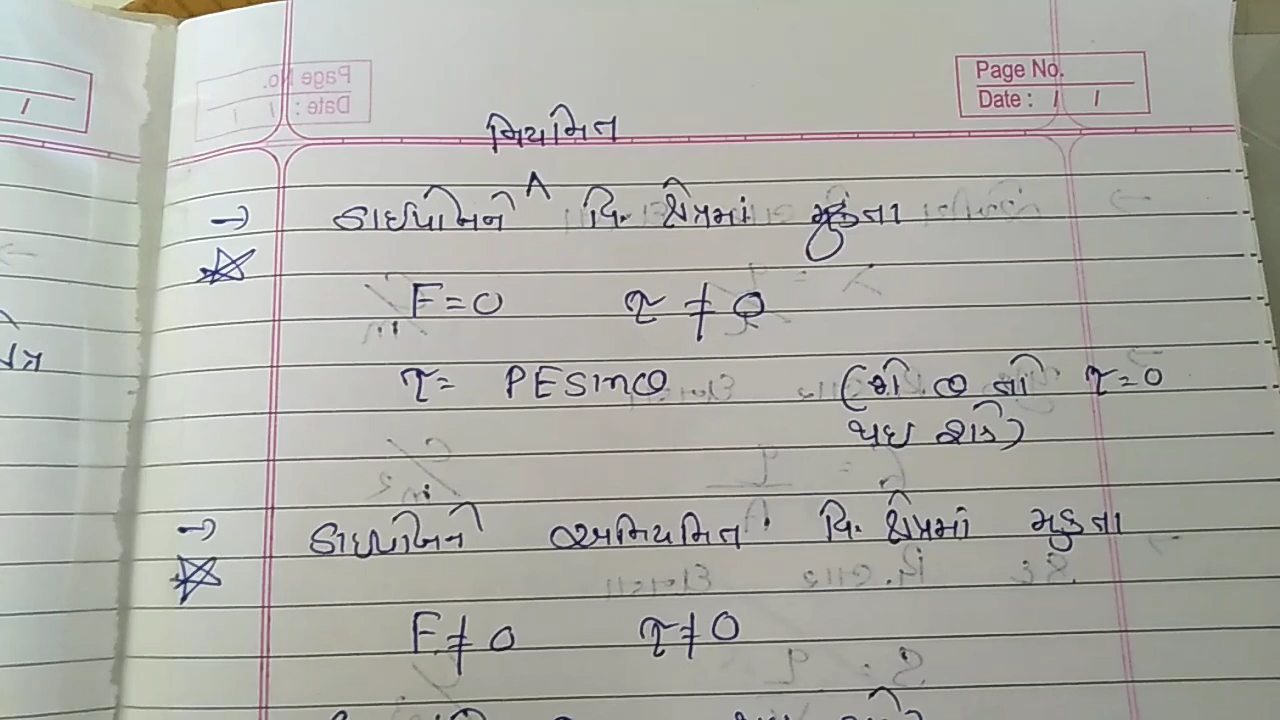 Page No.
Date : / /
નિયમિત
→ ડાઇપોલને ^ વિ. ક્ષેત્રમાં મુકતા
F = 0 τ ≠ 0
τ = PEsinθ (જો θ નો τ = 0
થઇ શકે)
→ ડાઇપોલને અનિયમિત વિ. ક્ષેત્રમાં મુકતા
F ≠ 0 τ ≠ 0